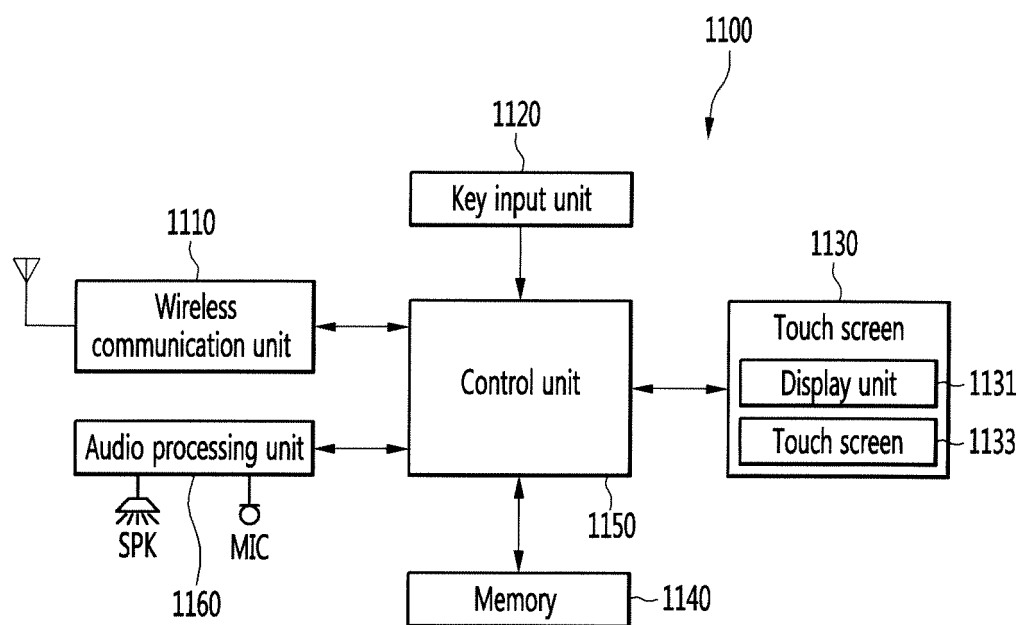 1100
1120
Key input unit
1110
1130
Wireless
communication unit
Touch screen
Control unit
Display unit
1131
Audio processing unit
Touch screen
1133
SPK
MIC
1150
1160
Memory
1140